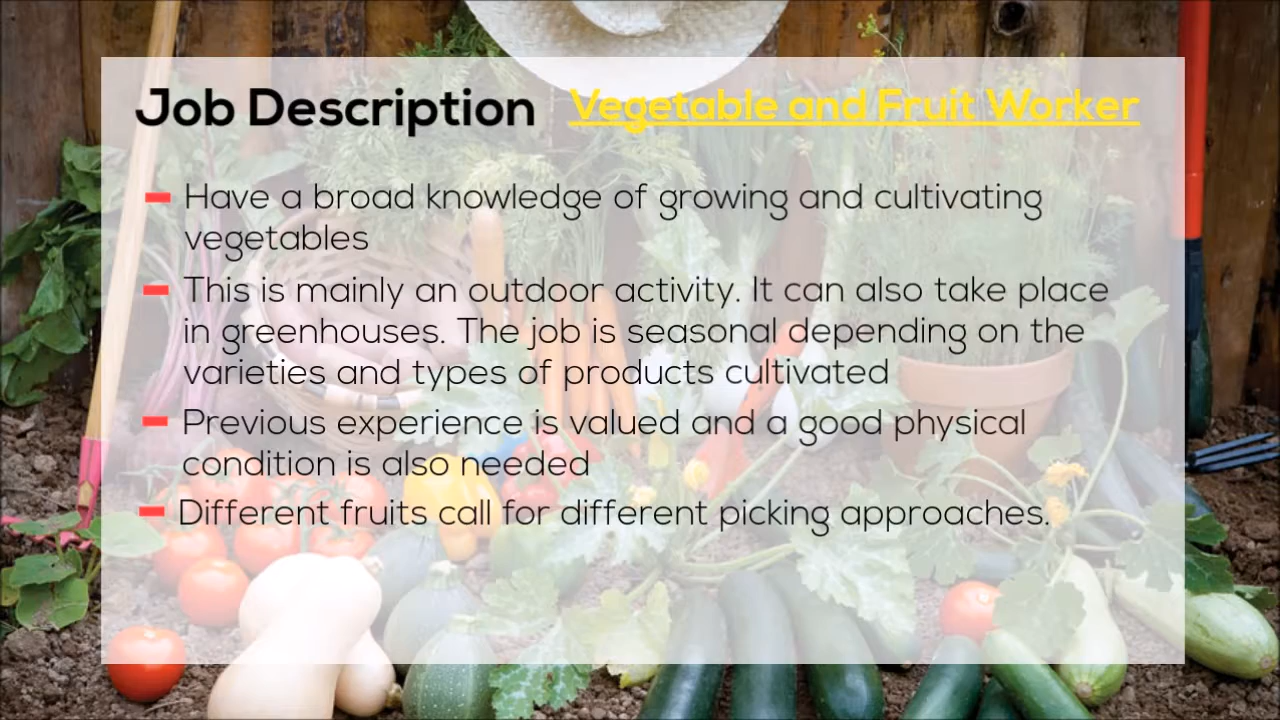 Job Description Vegetable and Fruit Worker
Have a broad knowledge of growing and cultivating
vegetables
This is mainly an outdoor activity. It can also take place
in greenhouses. The job is seasonal depending on the
varieties and types of products cultivated
Previous experience is valued and a good physical
condition is also needed
Different fruits call for different picking approaches.